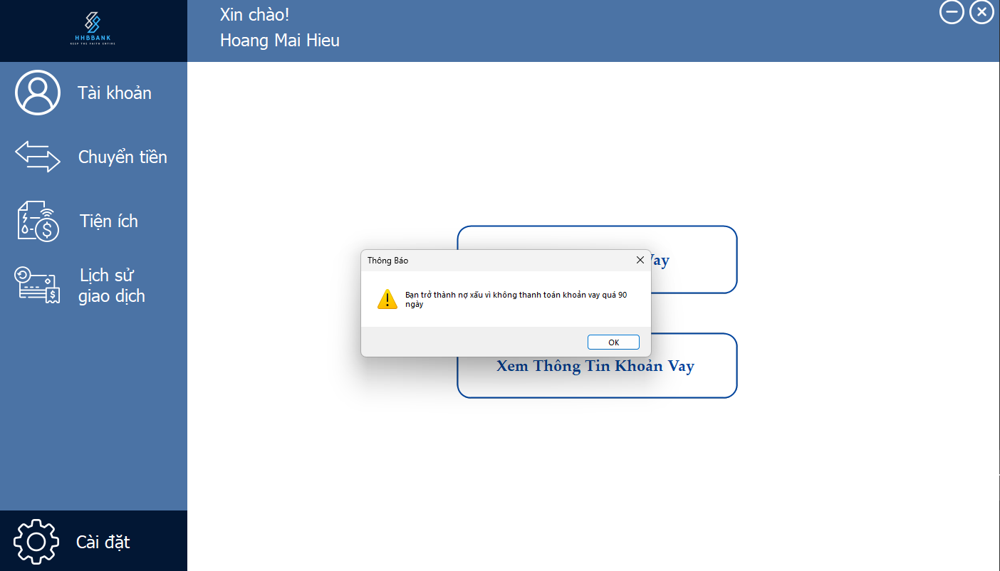 HHBBANK
KEEP THE FAITH ENTIRE
Xin chào!
Hoang Mai Hieu
Tài khoản
Chuyển tiền
Tiện ích
Lịch sử
giao dịch
Cài đặt
Vay
Thông Báo
Bạn trở thành nợ xấu vì không thanh toán khoản vay quá 90
ngày
OK
Xem Thông Tin Khoản Vay